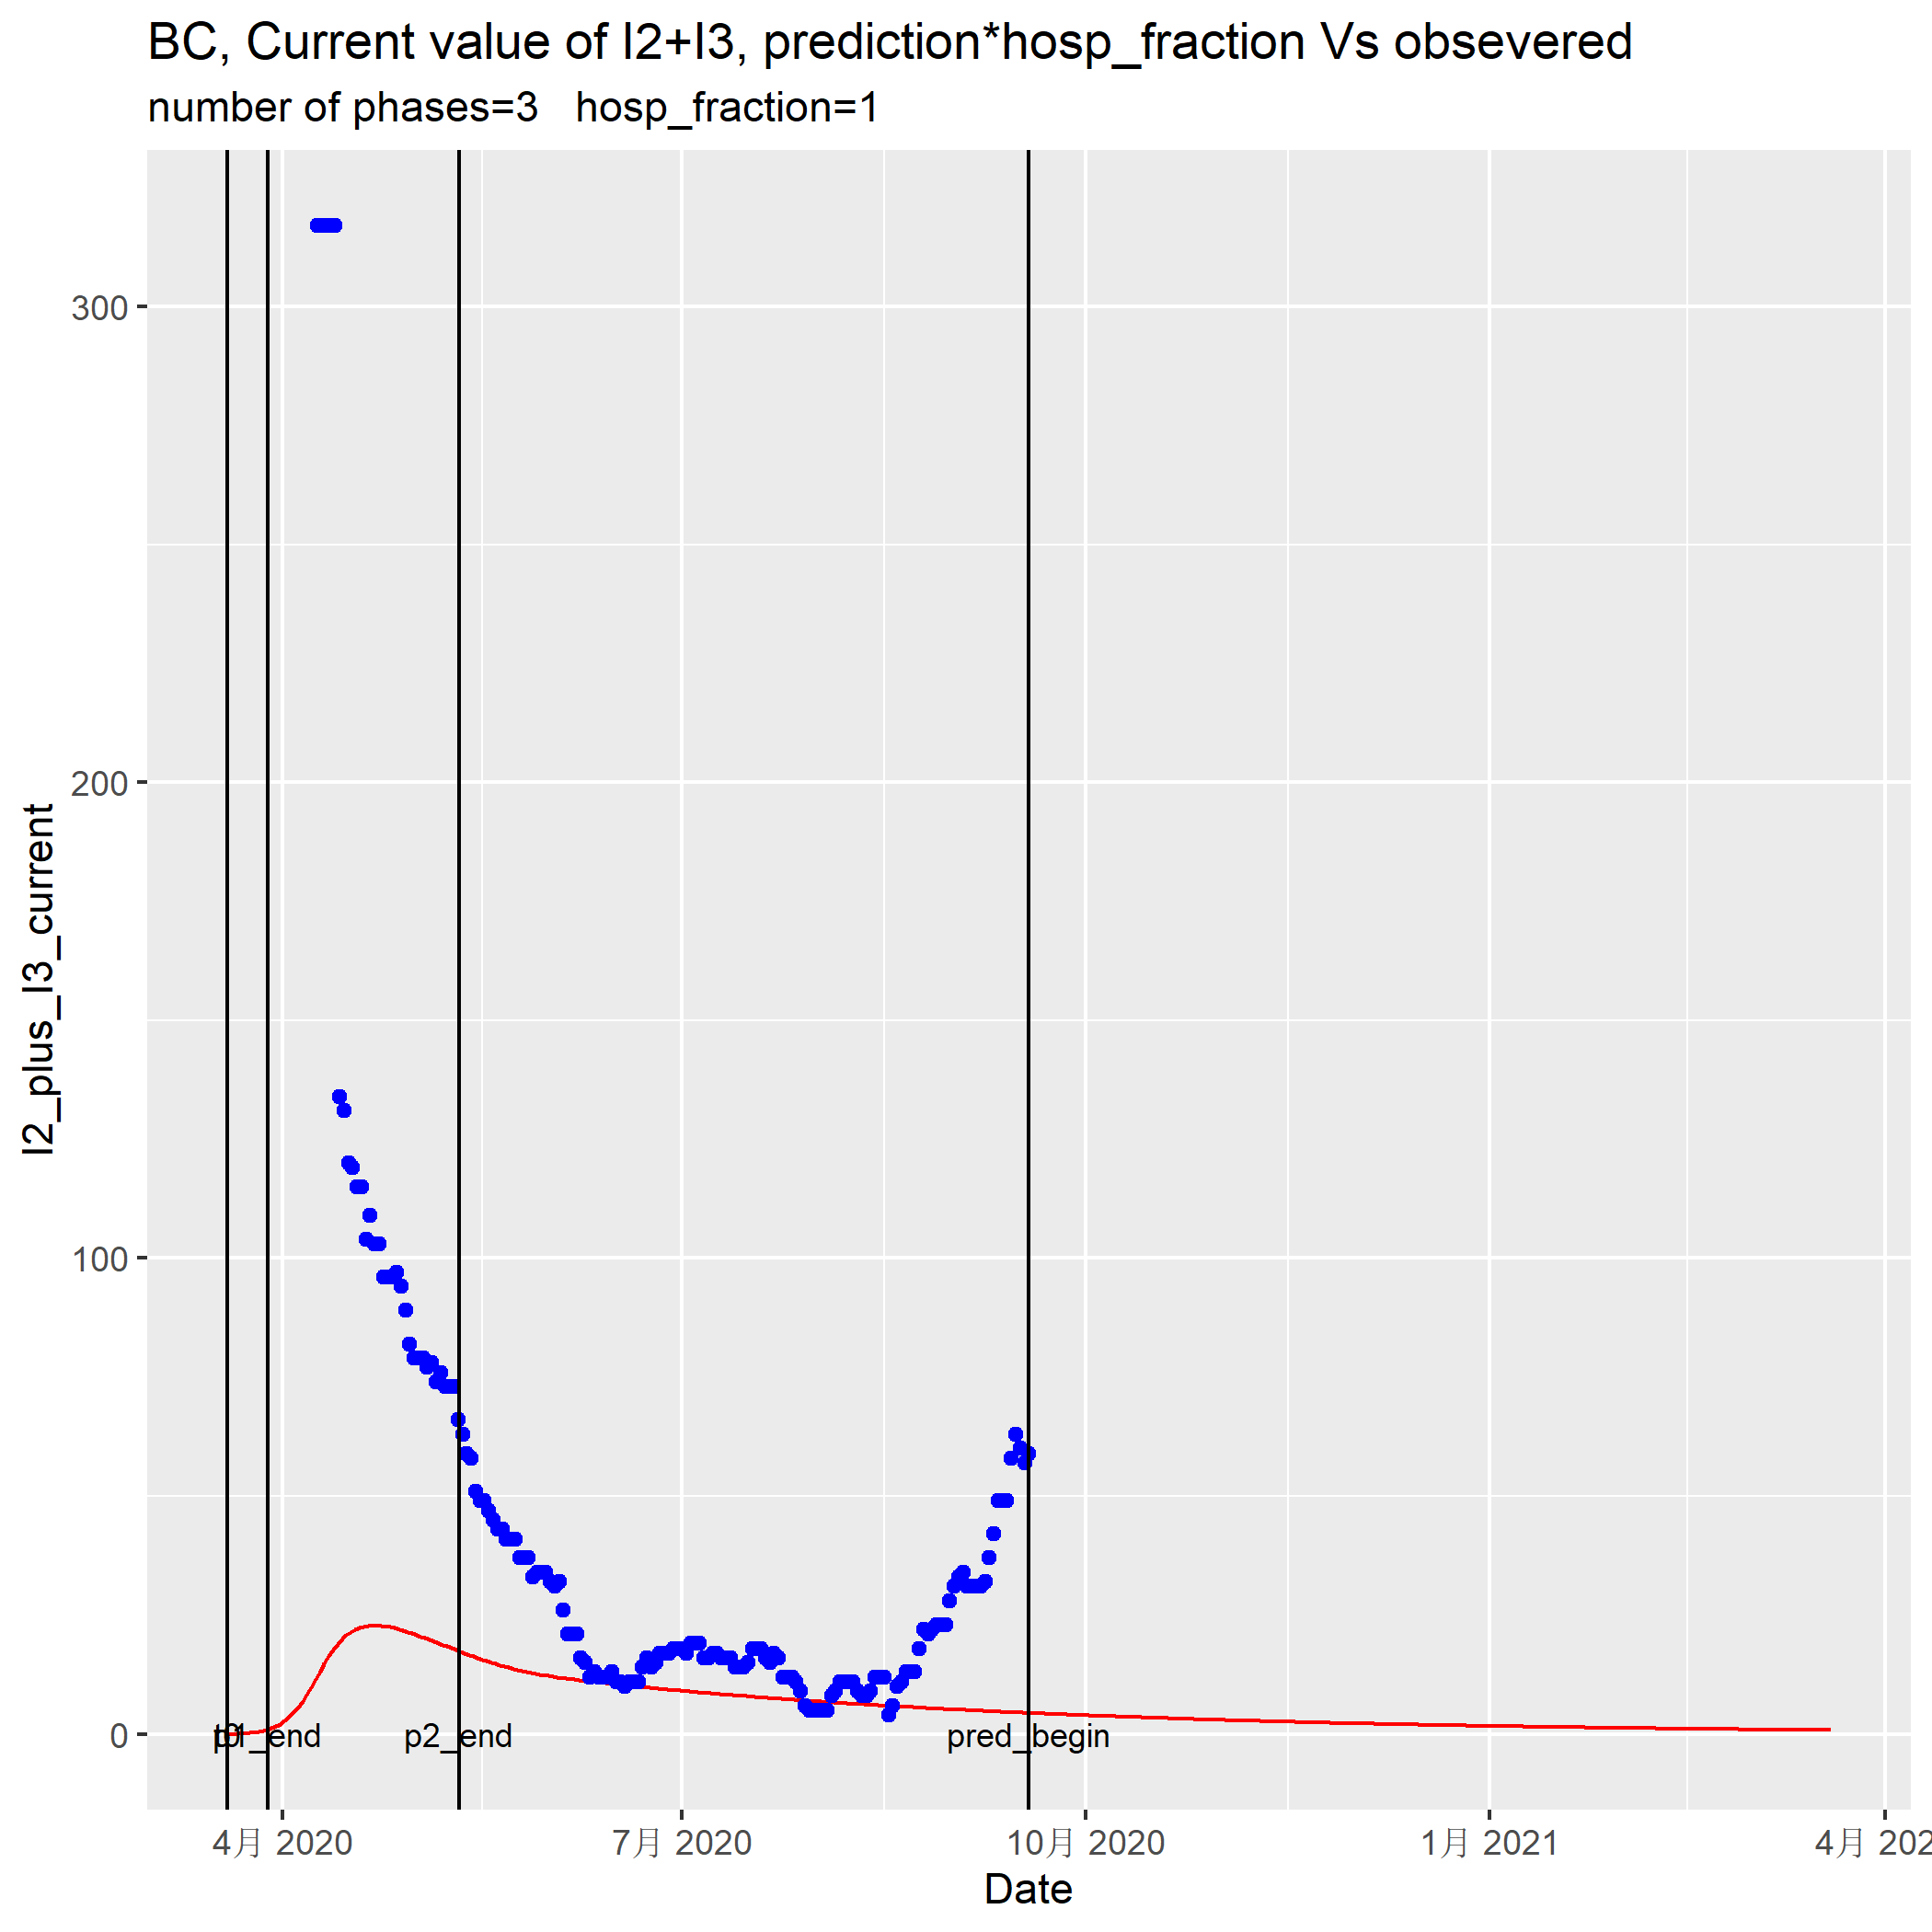 BC, Current value of I2+I3, prediction*hosp_fraction Vs obsevered
number of phases=3 hosp_fraction=1
I2_plus_I3_current
300
200
100
0
p1_end
p2_end
pred_begin
4月 2020
7月 2020
10月 2020
1月 2021
4月 202
Date